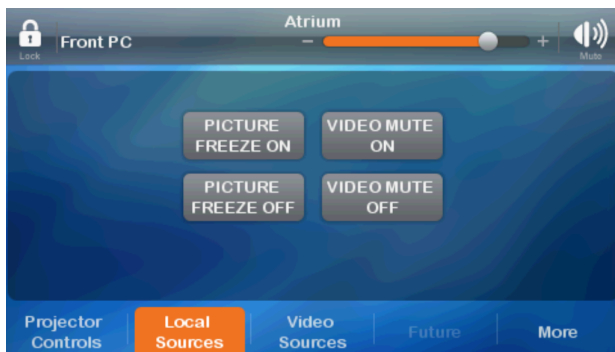 Atrium
Lock
Front PC
− +
Mute
PICTURE
FREEZE ON
VIDEO MUTE
ON
PICTURE
FREEZE OFF
VIDEO MUTE
OFF
Projector
Controls
Local
Sources
Video
Sources
Future
More